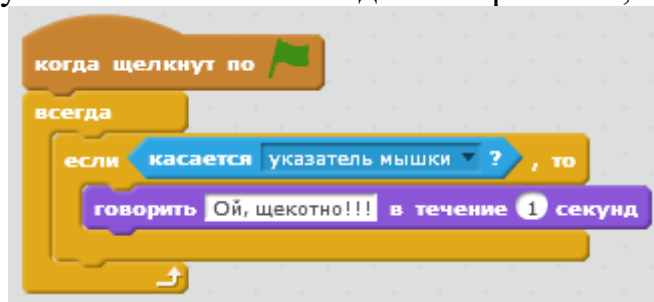 когда щелкнут по
всегда
если касается указатель мышки ? , то
говорить Ой, щекотно!!! в течение 1 секунд